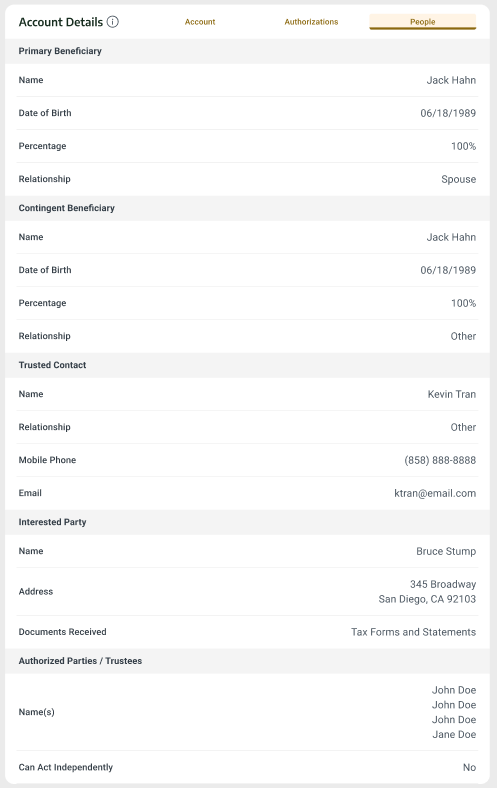 Account Details
Account
Authorizations
People
Primary Beneficiary
Name Jack Hahn
Date of Birth 06/18/1989
Percentage 100%
Relationship Spouse
Contingent Beneficiary
Name Jack Hahn
Date of Birth 06/18/1989
Percentage 100%
Relationship Other
Trusted Contact
Name Kevin Tran
Relationship Other
Mobile Phone (858) 888-8888
Email ktran@email.com
Interested Party
Name Bruce Stump
Address 345 Broadway
San Diego, CA 92103
Documents Received Tax Forms and Statements
Authorized Parties / Trustees
Name(s) John Doe
John Doe
John Doe
Jane Doe
Can Act Independently No